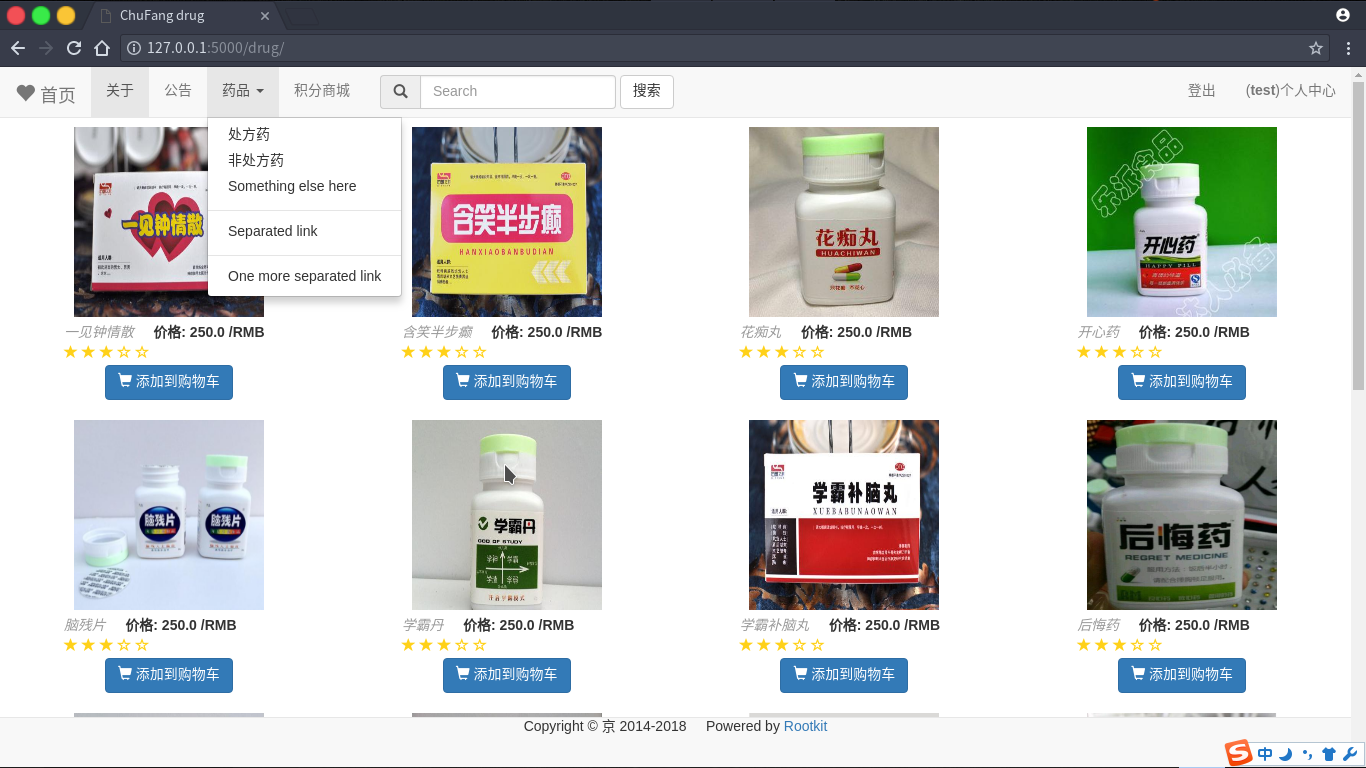 ChuFang drug
127.0.0.1:5000/drug/
首页
关于
公告
药品
积分商城
Search
搜索
登出
(test)个人中心
处方药
非处方药
Something else here
Separated link
One more separated link
一见钟情散
含笑半步癫
HANXIAOBANBUDIAN
花痴丸
HUACHIWAN
乐派
开心药
HAPPY PILL
一见钟情散 价格: 250.0 /RMB
含笑半步癫 价格: 250.0 /RMB
花痴丸 价格: 250.0 /RMB
开心药 价格: 250.0 /RMB
添加到购物车
添加到购物车
添加到购物车
添加到购物车
脑残片
脑残片
学霸丹
GOD OF STUDY
学霸补脑丸
XUEBABUNAOWAN
后悔药
REGRET MEDICINE
脑残片 价格: 250.0 /RMB
学霸丹 价格: 250.0 /RMB
学霸补脑丸 价格: 250.0 /RMB
后悔药 价格: 250.0 /RMB
添加到购物车
添加到购物车
添加到购物车
添加到购物车
Copyright © 京 2014-2018 Powered by Rootkit
中